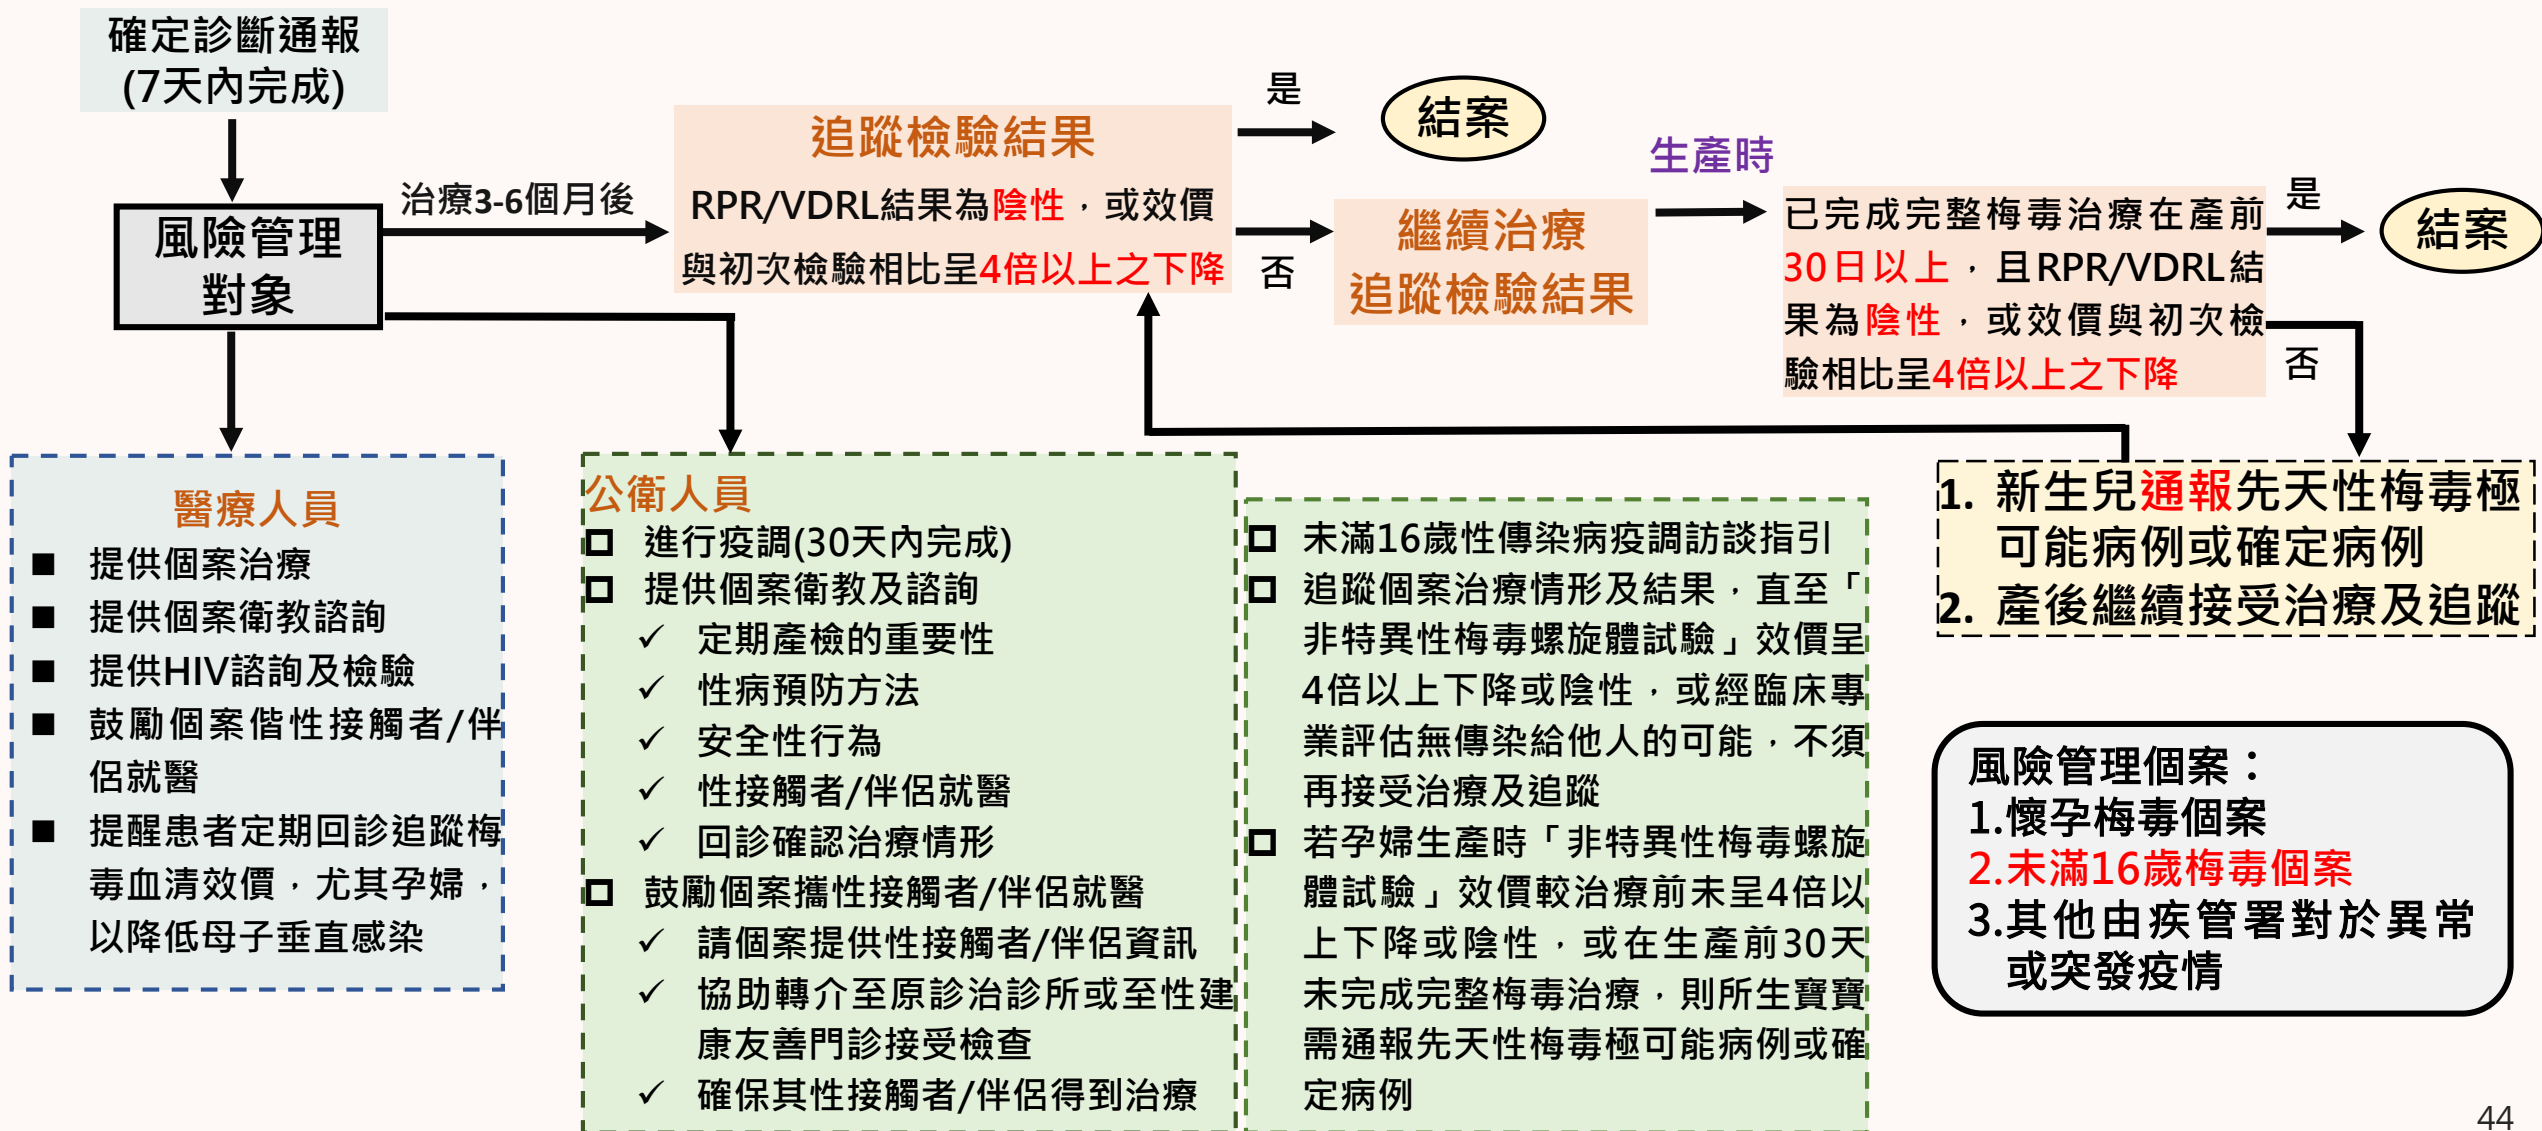 確定診斷通報
(7天內完成)
風險管理
對象
治療3-6個月後
追蹤檢驗結果
RPR/VDRL結果為陰性，或效價
與初次檢驗相比呈4倍以上之下降
是
結案
否
繼續治療
追蹤檢驗結果
生產時
已完成完整梅毒治療在產前
30日以上，且RPR/VDRL結
果為陰性，或效價與初次檢
驗相比呈4倍以上之下降
是
結案
否
醫療人員
■ 提供個案治療
■ 提供個案衛教諮詢
■ 提供HIV諮詢及檢驗
■ 鼓勵個案偕性接觸者/伴
侶就醫
■ 提醒患者定期回診追蹤梅
毒血清效價，尤其孕婦，
以降低母子垂直感染
公衛人員
□ 進行疫調(30天內完成)
□ 提供個案衛教及諮詢
✓ 定期產檢的重要性
✓ 性病預防方法
✓ 安全性行為
✓ 性接觸者/伴侶就醫
✓ 回診確認治療情形
□ 鼓勵個案攜性接觸者/伴侶就醫
✓ 請個案提供性接觸者/伴侶資訊
✓ 協助轉介至原診治診所或至性建
康友善門診接受檢查
✓ 確保其性接觸者/伴侶得到治療
□ 未滿16歲性傳染病疫調訪談指引
□ 追蹤個案治療情形及結果，直至「
非特異性梅毒螺旋體試驗」效價呈
4倍以上下降或陰性，或經臨床專
業評估無傳染給他人的可能，不須
再接受治療及追蹤
□ 若孕婦生產時「非特異性梅毒螺旋
體試驗」效價較治療前未呈4倍以
上下降或陰性，或在生產前30天
未完成完整梅毒治療，則所生寶寶
需通報先天性梅毒極可能病例或確
定病例
1. 新生兒通報先天性梅毒極
可能病例或確定病例
2. 產後繼續接受治療及追蹤
風險管理個案：
1.懷孕梅毒個案
2.未滿16歲梅毒個案
3.其他由疾管署對於異常
或突發疫情
44